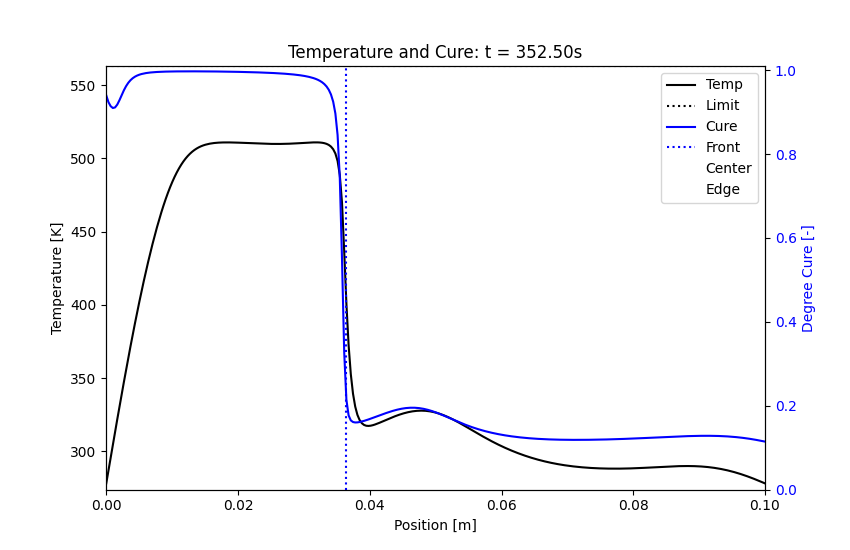 Temperature and Cure: t = 352.50s
Temperature [K]
550
500
450
400
350
300
Temp
Limit
Cure
Front
Center
Edge
1.0
0.8
0.6
0.4
0.2
0.0
Degree Cure [-]
0.00
0.02
0.04
0.06
0.08
0.10
Position [m]